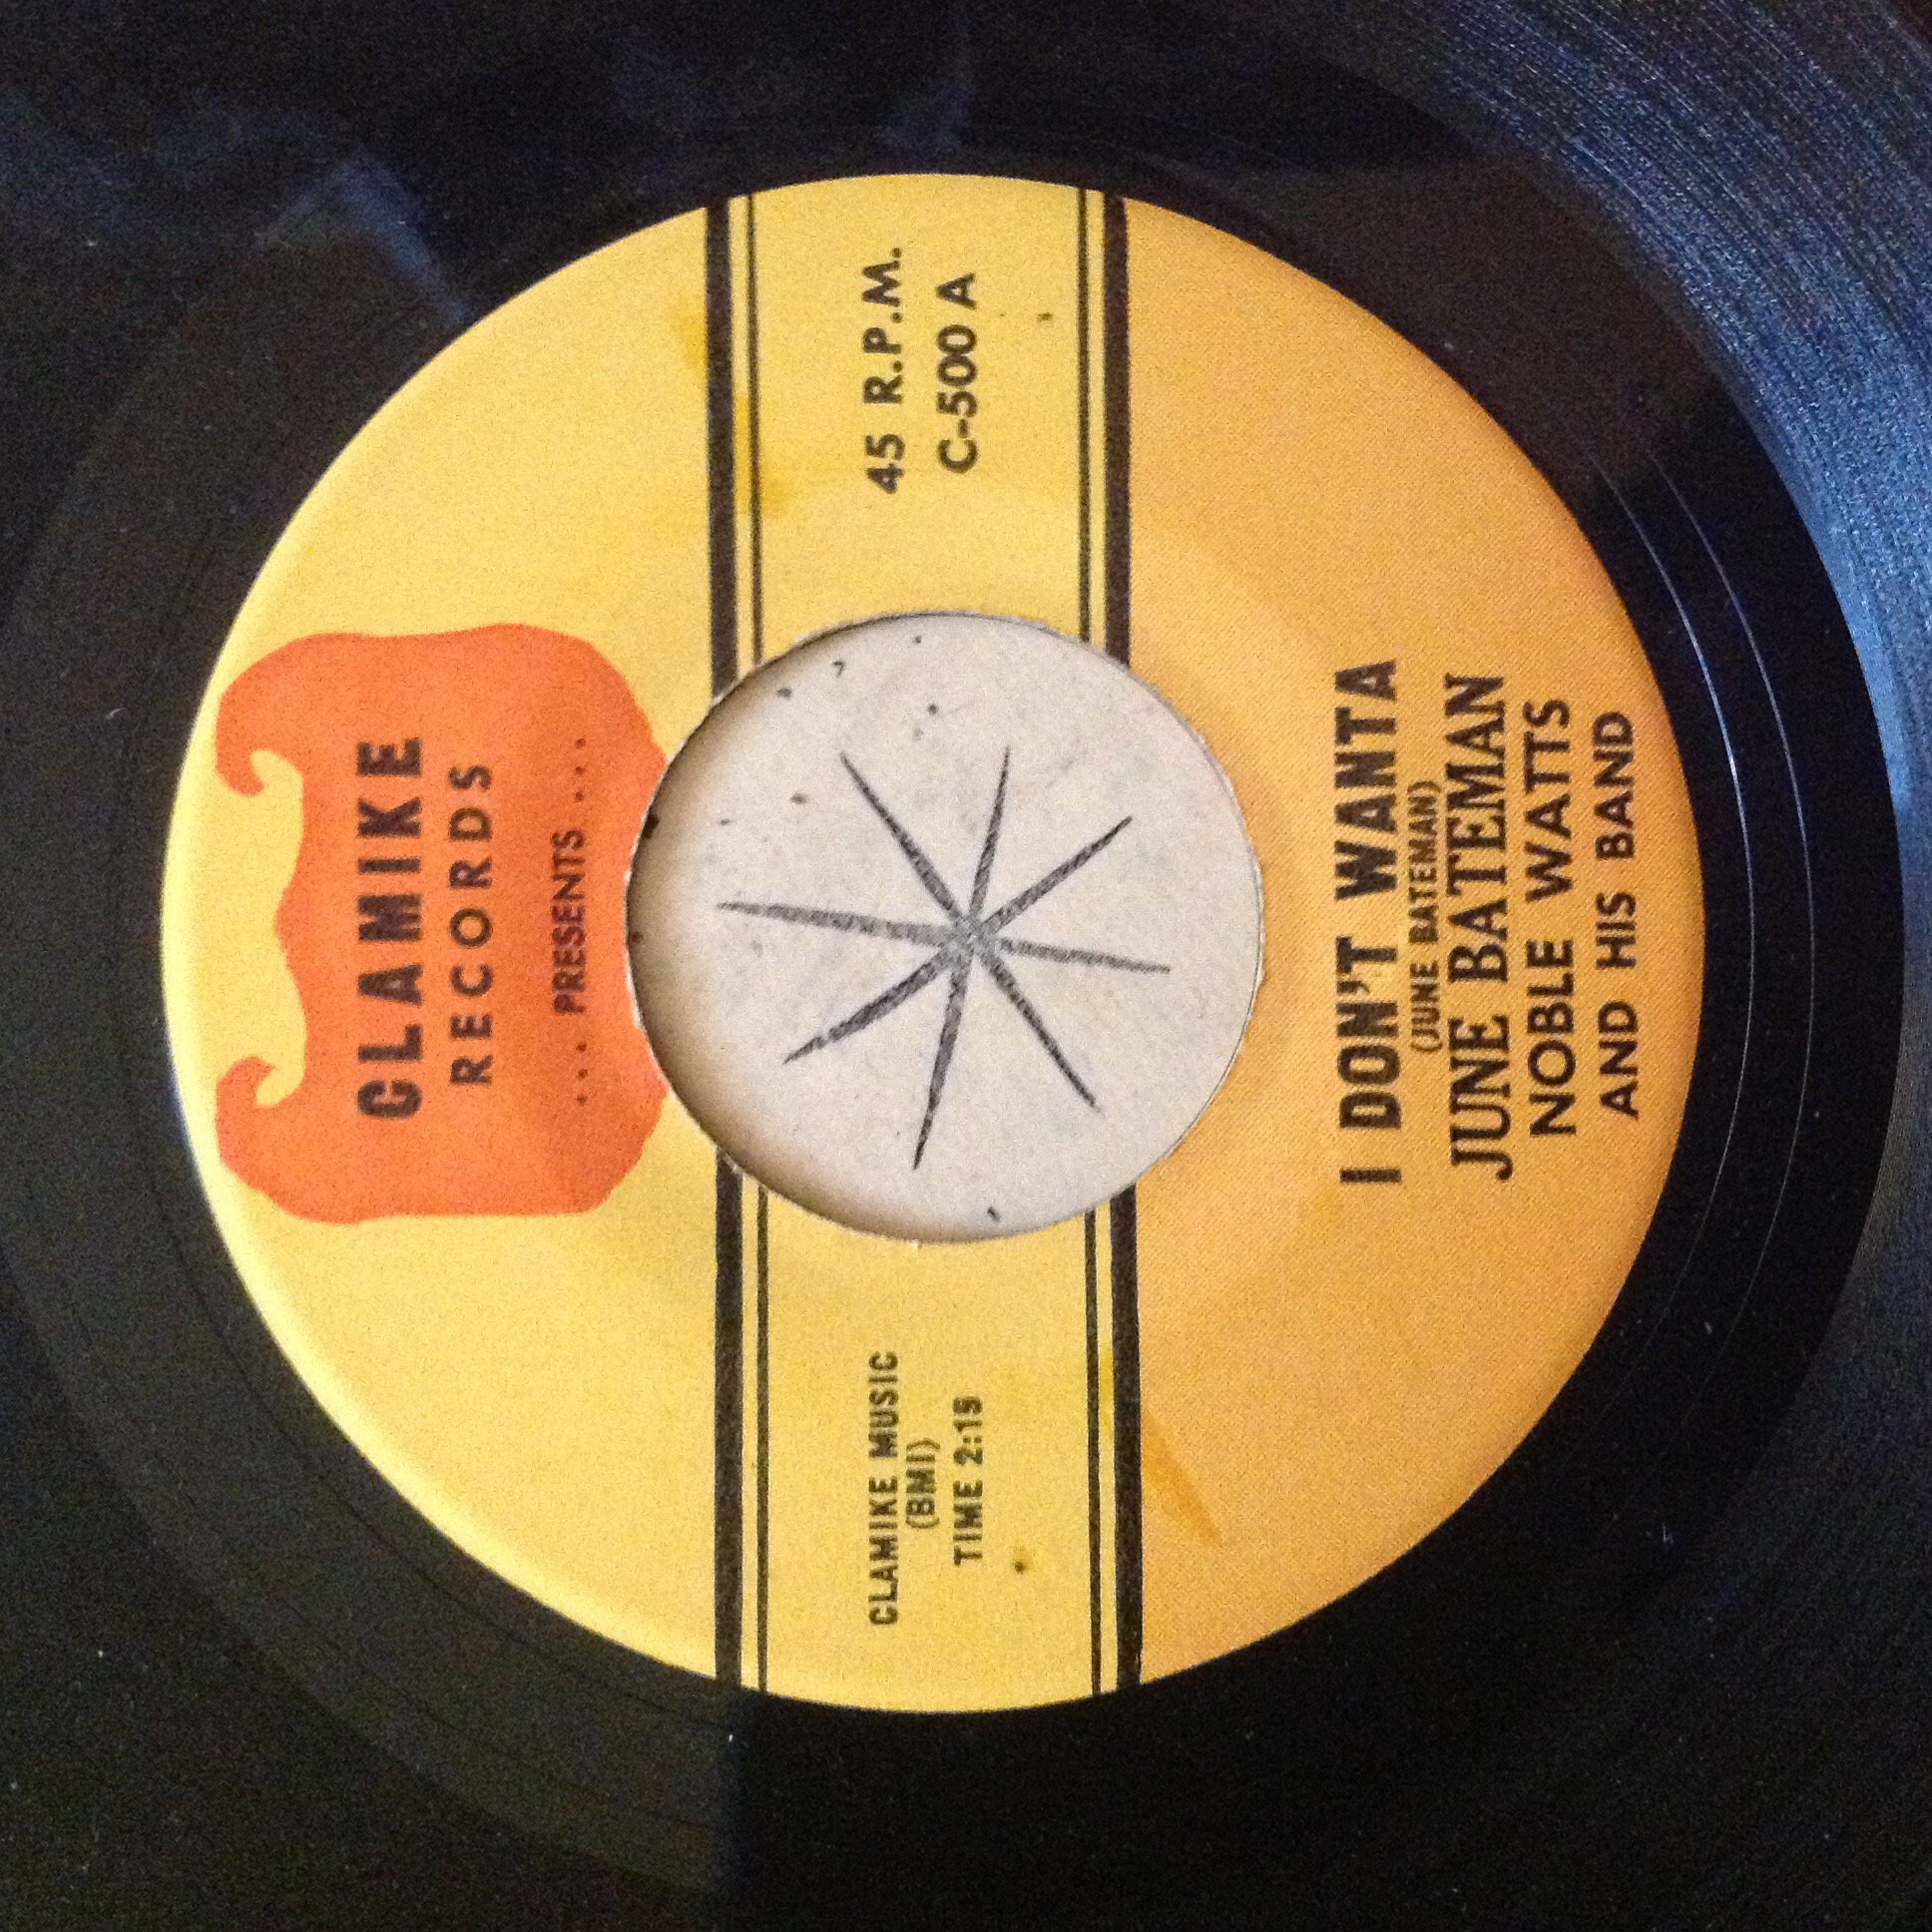 CLAMIKE
RECORDS
... PRESENTS ...
CLAMIKE MUSIC
(BMI)
TIME 2:15
45 R.P.M.
C-500 A
I DON'T WANTA
(JUNE BATEMAN)
JUNE BATEMAN
NOBLE WATTS
AND HIS BAND